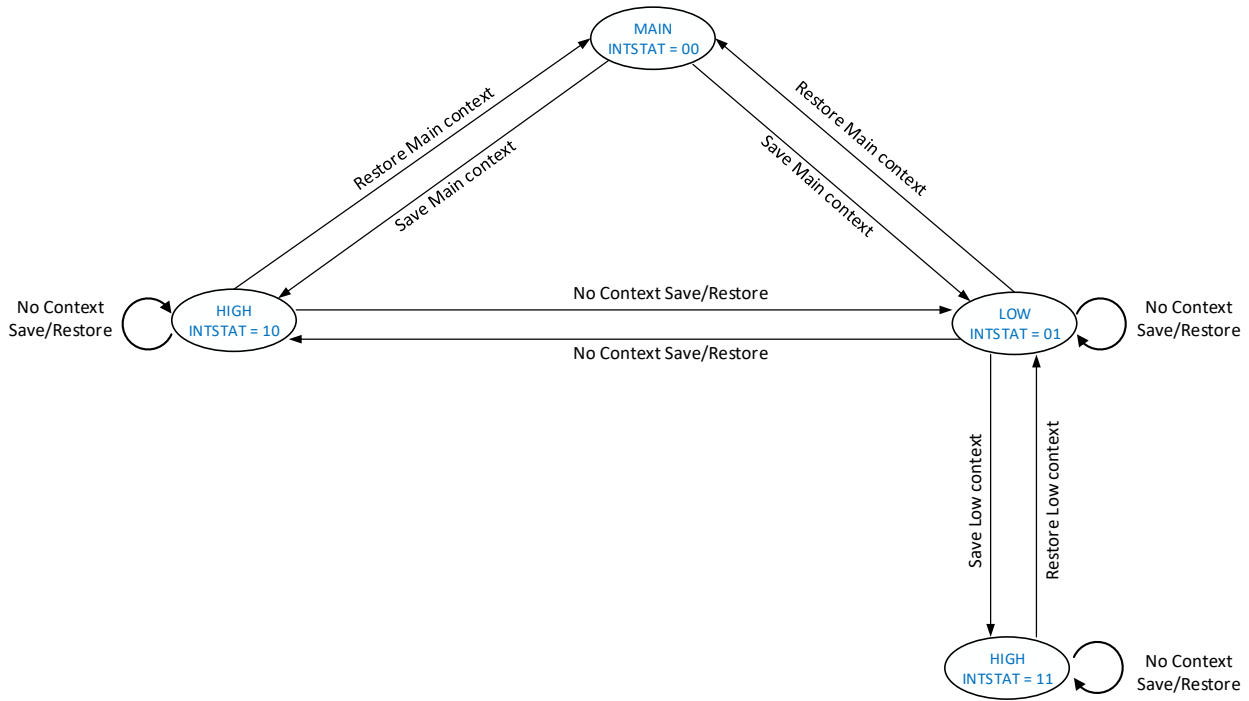 MAIN
INTSTAT = 00
Restore Main context
Save Main context
Save Main context
Restore Main context
No Context
Save/Restore
HIGH
INTSTAT = 10
No Context Save/Restore
No Context Save/Restore
LOW
INTSTAT = 01
No Context
Save/Restore
Save Low context
Restore Low context
HIGH
INTSTAT = 11
No Context
Save/Restore